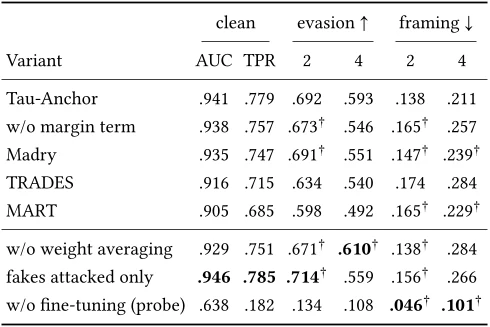 clean evasion ↑ framing ↓
Variant AUC TPR 2 4 2 4
Tau-Anchor .941 .779 .692 .593 .138 .211
w/o margin term .938 .757 .673† .546 .165† .257
Madry .935 .747 .691† .551 .147† .239†
TRADES .916 .715 .634 .540 .174 .284
MART .905 .685 .598 .492 .165† .229†
w/o weight averaging .929 .751 .671† .610† .138† .284
fakes attacked only .946 .785 .714† .559 .156† .266
w/o fine-tuning (probe) .638 .182 .134 .108 .046† .101†